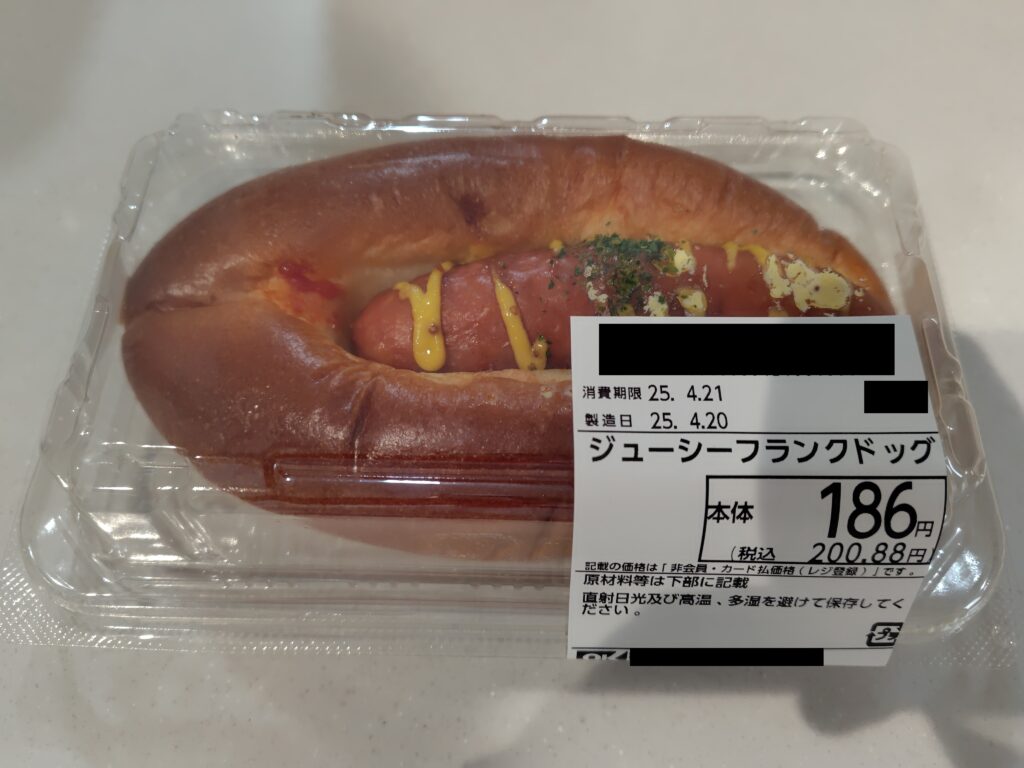 消費期限 25. 4.21
製造日 25. 4.20
ジューシーフランクドッグ
本体 186円
(税込 200.88円)
記載の価格は「非会員・カード払価格(レジ登録)」です。
原材料等は下部に記載
直射日光及び高温、多湿を避けて保存してく
ださい。
プラ
OK